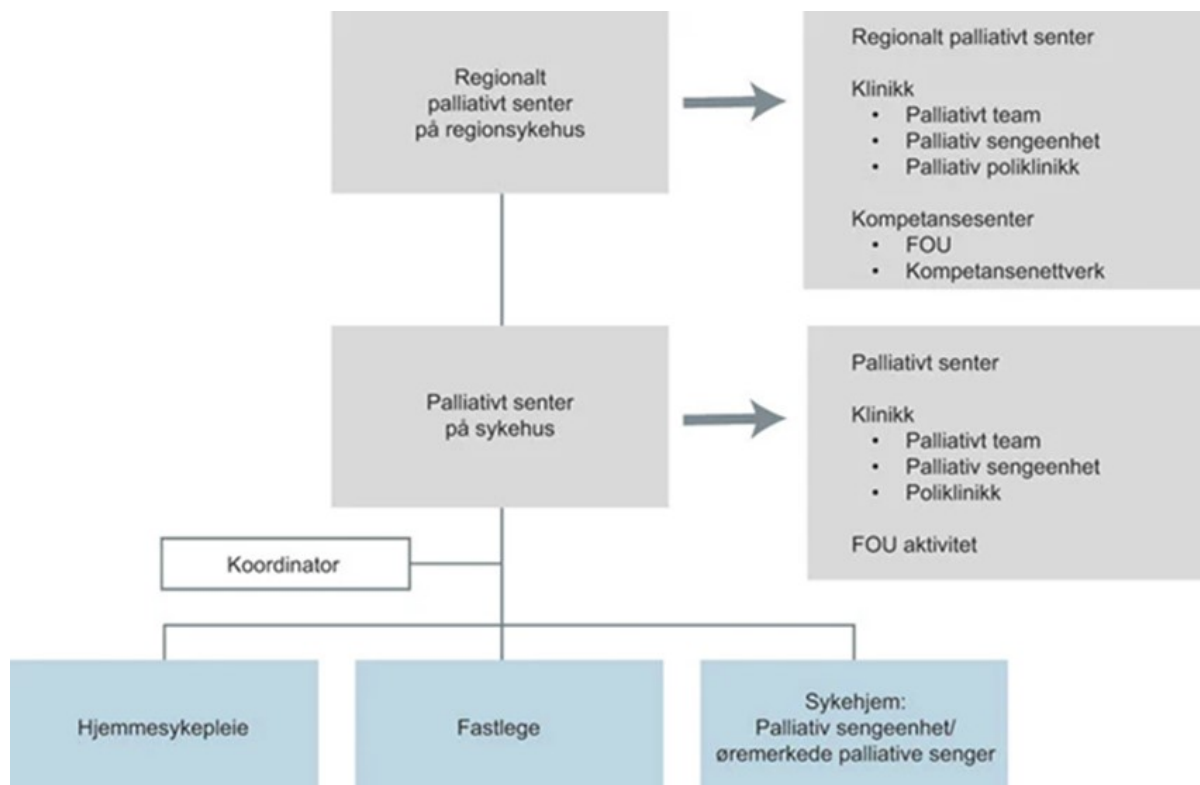 Regionalt
palliativt senter
på regionsykehus
Regionalt palliativt senter
Klinikk
• Palliativt team
• Palliativ sengeenhet
• Palliativ poliklinikk
Kompetansesenter
• FOU
• Kompetansenettverk
Palliativt senter
på sykehus
Palliativt senter
Klinikk
• Palliativt team
• Palliativ sengeenhet
• Poliklinikk
FOU aktivitet
Koordinator
Hjemmesykepleie
Fastlege
Sykehjem:
Palliativ sengeenhet/
øremerkede palliative senger